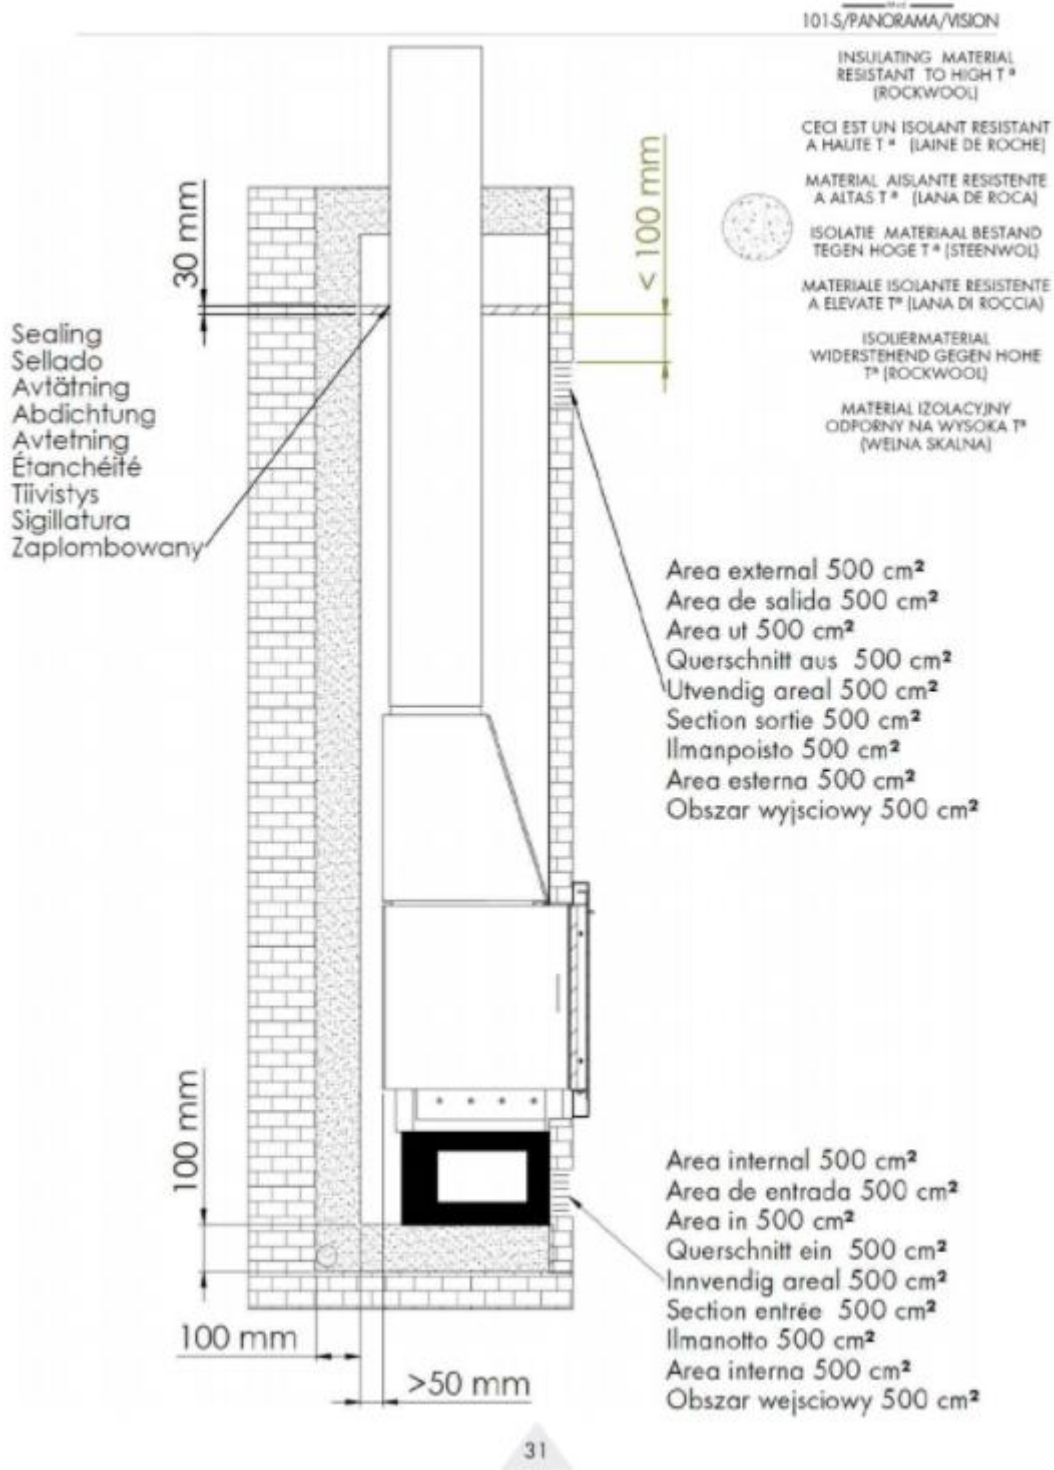 101-S/PANORAMA/VISION
INSULATING MATERIAL
RESISTANT TO HIGH Tª
(ROCKWOOL)
CECI EST UN ISOLANT RESISTANT
A HAUTE Tª (LAINE DE ROCHE)
MATERIAL AISLANTE RESISTENTE
A ALTAS Tª (LANA DE ROCA)
ISOLATIE MATERIAAL BESTAND
TEGEN HOGE Tª (STEENWOL)
MATERIALE ISOLANTE RESISTENTE
A ELEVATE Tª (LANA DI ROCCIA)
ISOLIERMATERIAL
WIDERSTEHEND GEGEN HOHE
Tª (ROCKWOOL)
MATERIAL IZOLACYJNY
ODPORNY NA WYSOKA Tª
(WELNA SKALNA)
30 mm
< 100 mm
Sealing
Sellado
Avtätning
Abdichtung
Avtetning
Étanchéité
Tiivistys
Sigillatura
Zaplombowany
Area external 500 cm²
Area de salida 500 cm²
Area ut 500 cm²
Querschnitt aus 500 cm²
Utvendig areal 500 cm²
Section sortie 500 cm²
Ilmanpoisto 500 cm²
Area esterna 500 cm²
Obszar wyjsciowy 500 cm²
100 mm
Area internal 500 cm²
Area de entrada 500 cm²
Area in 500 cm²
Querschnitt ein 500 cm²
Innvendig areal 500 cm²
Section entrée 500 cm²
Ilmanotto 500 cm²
Area interna 500 cm²
Obszar wejsciowy 500 cm²
100 mm
>50 mm
31